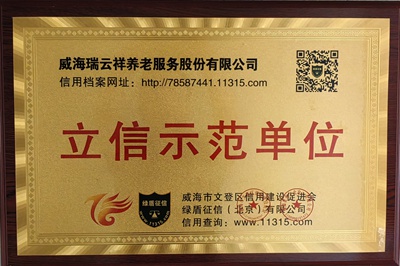 威海瑞云祥养老服务股份有限公司
信用档案网址：http://78587441.11315.com
立信示范单位
绿盾征信
威海市文登区信用建设促进会
绿盾征信（北京）有限公司
信用查询：www.11315.com